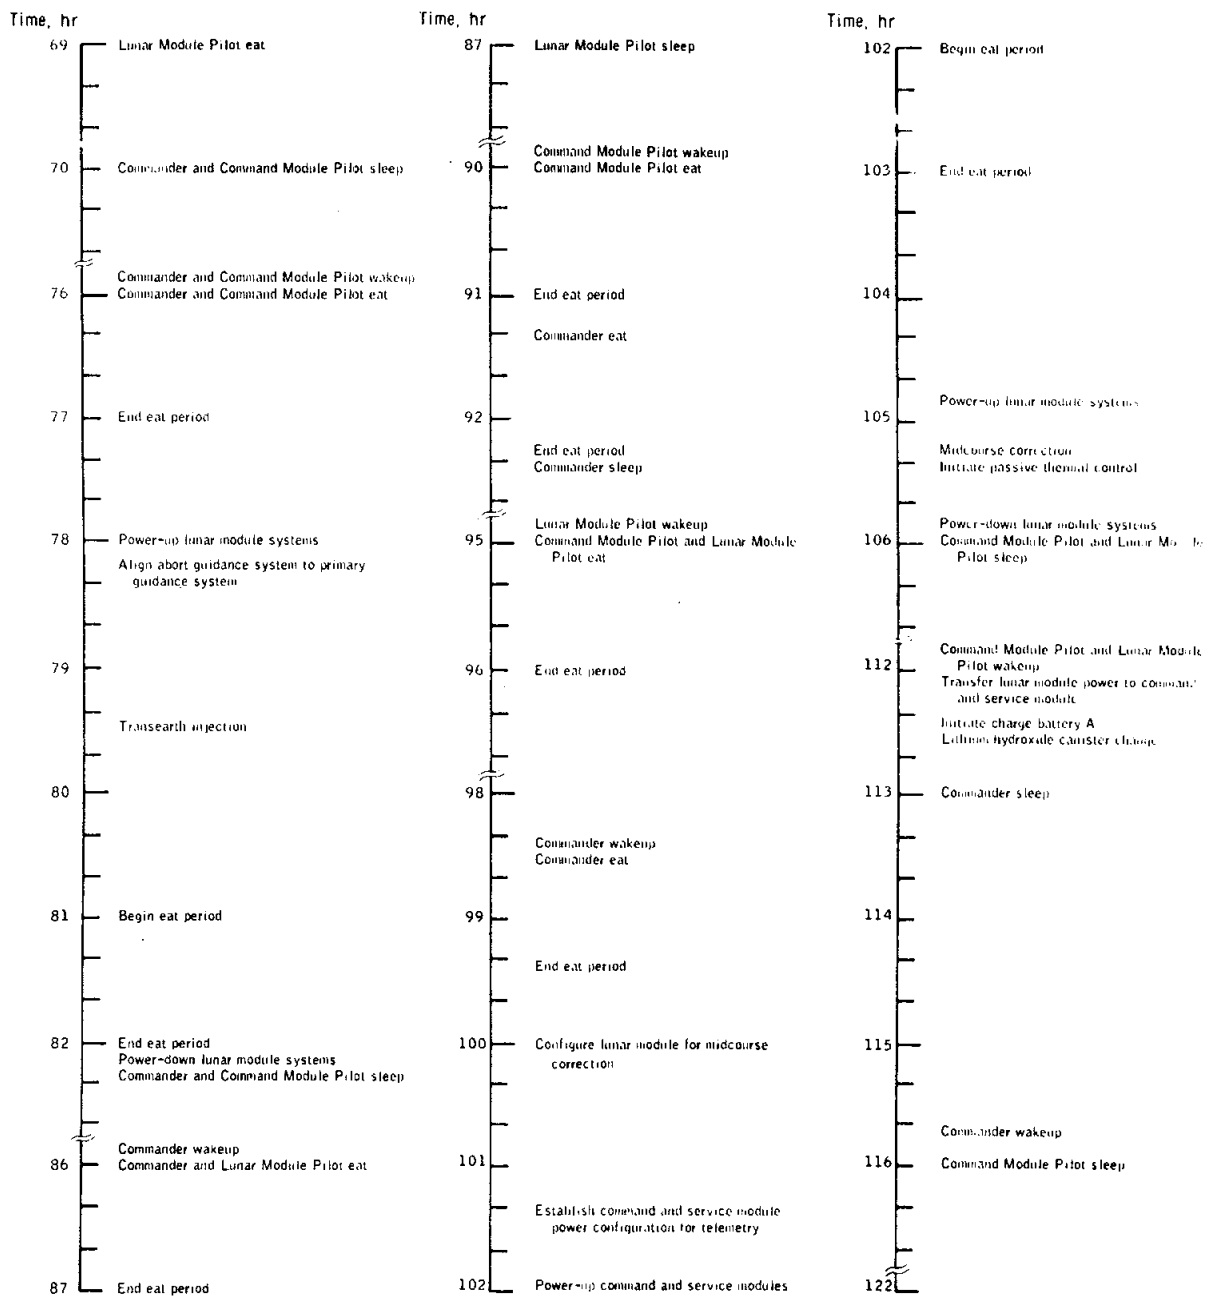 Time, hr
69 Lunar Module Pilot eat
70 Commander and Command Module Pilot sleep
Commander and Command Module Pilot wakeup
76 Commander and Command Module Pilot eat
77 End eat period
78 Power-up lunar module systems
Align abort guidance system to primary
guidance system
79
Transearth injection
80
81 Begin eat period
82 End eat period
Power-down lunar module systems
Commander and Command Module Pilot sleep
Commander wakeup
86 Commander and Lunar Module Pilot eat
87 End eat period
Time, hr
87 Lunar Module Pilot sleep
Command Module Pilot wakeup
90 Command Module Pilot eat
91 End eat period
Commander eat
92
End eat period
Commander sleep
Lunar Module Pilot wakeup
95 Command Module Pilot and Lunar Module
Pilot eat
96 End eat period
98
Commander wakeup
Commander eat
99
End eat period
100 Configure lunar module for midcourse
correction
101
Establish command and service module
power configuration for telemetry
102 Power-up command and service modules
Time, hr
102 Begin eat period
103 End eat period
104
Power-up lunar module systems
105
Midcourse correction
Initiate passive thermal control
Power-down lunar module systems
106 Command Module Pilot and Lunar Module
Pilot sleep
Command Module Pilot and Lunar Module
112 Pilot wakeup
Transfer lunar module power to command
and service module
Initiate charge battery A
Lithium hydroxide canister change
113 Commander sleep
114
115
Commander wakeup
116 Command Module Pilot sleep
122